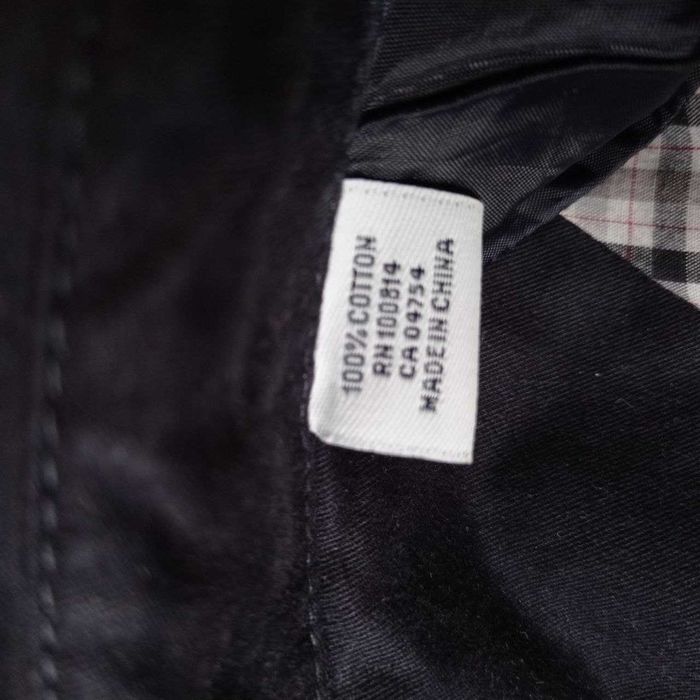 100% COTTON
RN 100814
CA 04754
MADE IN CHINA